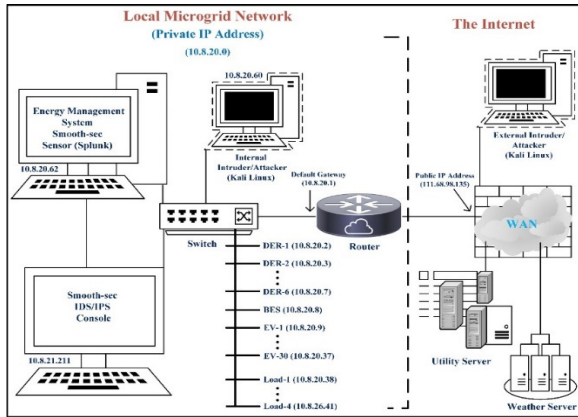 Local Microgrid Network
(Private IP Address)
(10.8.20.0)
The Internet
10.8.20.60
Energy Management
System
Smooth-sec
Sensor (Splunk)
10.8.20.62
Internal
Intruder/Attacker
(Kali Linux)
External Intruder/
Attacker
(Kali Linux)
Default Gateway
(10.8.20.1)
Public IP Address
(111.68.98.135)
WAN
Switch
Router
DER-1 (10.8.20.2)
DER-2 (10.8.20.3)
DER-6 (10.8.20.7)
BES (10.8.20.8)
EV-1 (10.8.20.9)
EV-30 (10.8.20.37)
Load-1 (10.8.20.38)
Load-4 (10.8.26.41)
Smooth-sec
IDS/IPS
Console
10.8.21.211
Utility Server
Weather Server